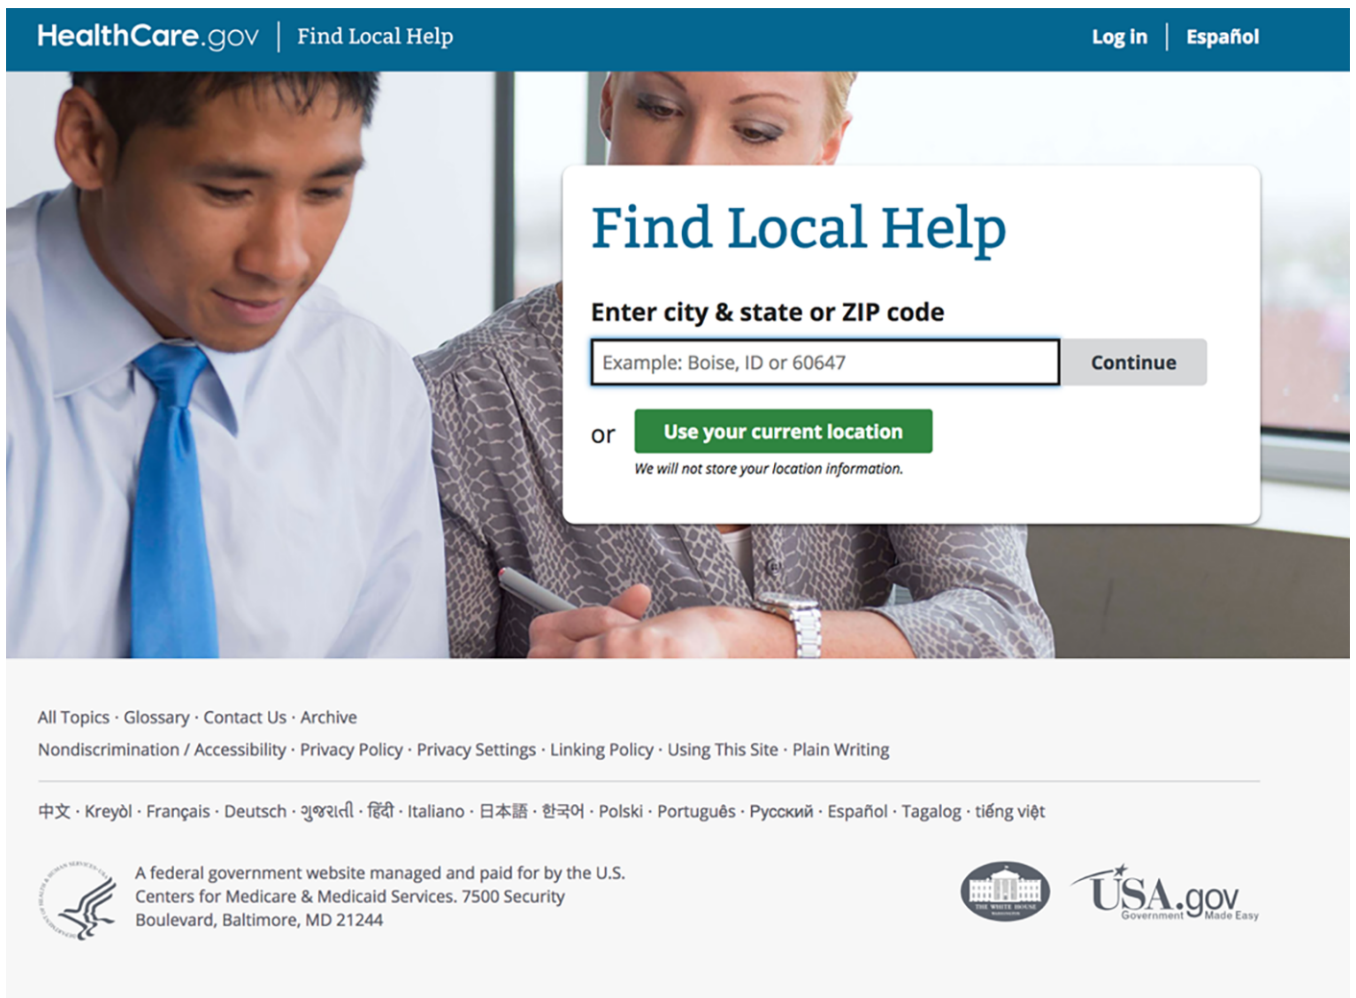 HealthCare.gov | Find Local Help
Log in | Español
Find Local Help
Enter city & state or ZIP code
Example: Boise, ID or 60647
Continue
or
Use your current location
We will not store your location information.
All Topics · Glossary · Contact Us · Archive
Nondiscrimination / Accessibility · Privacy Policy · Privacy Settings · Linking Policy · Using This Site · Plain Writing
中文 · Kreyòl · Français · Deutsch · ગુજરાતી · हिंदी · Italiano · 日本語 · 한국어 · Polski · Português · Русский · Español · Tagalog · tiếng việt
A federal government website managed and paid for by the U.S.
Centers for Medicare & Medicaid Services. 7500 Security
Boulevard, Baltimore, MD 21244
THE WHITE HOUSE
WASHINGTON
USA.gov
Government Made Easy